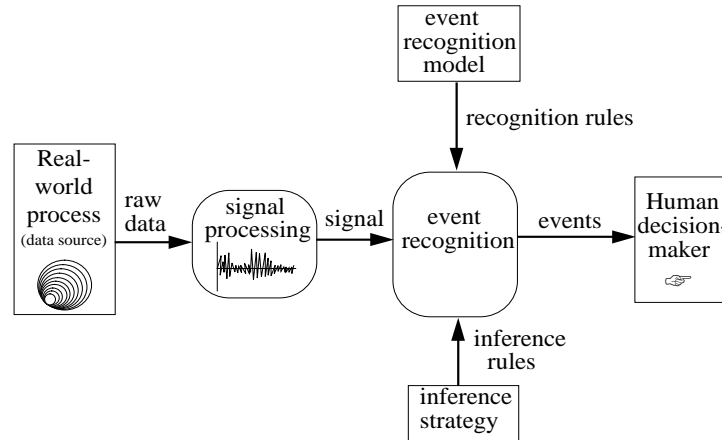 Real-
world
process
(data source)
raw
data
signal
processing
signal
event
recognition
model
recognition rules
event
recognition
inference
rules
inference
strategy
events
Human
decision-
maker